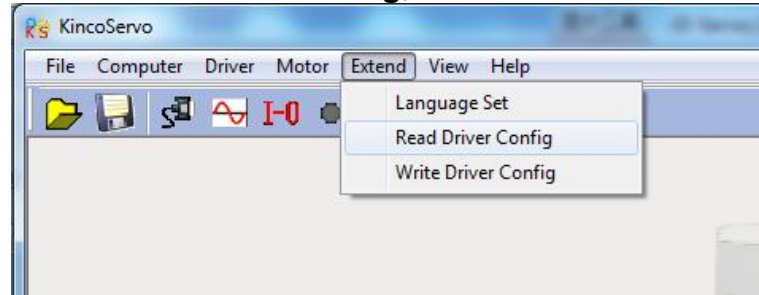 KincoServo
File Computer Driver Motor Extend View Help
I-0
Language Set
Read Driver Config
Write Driver Config